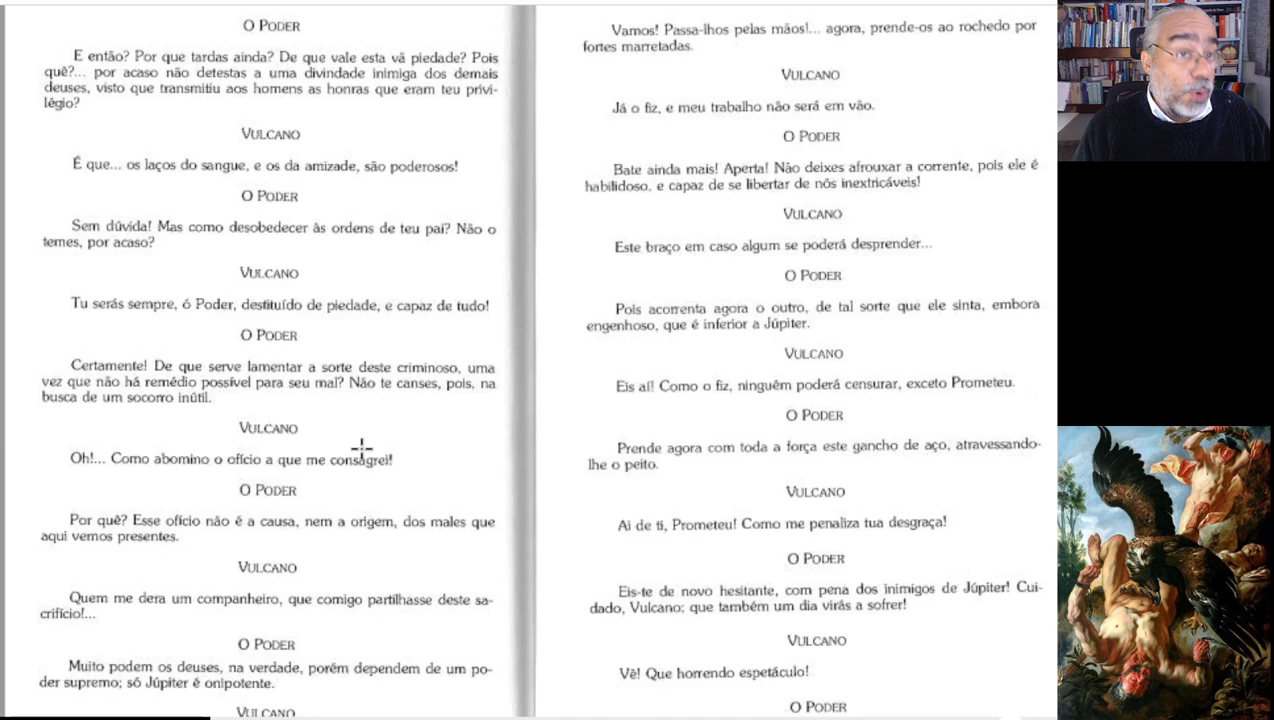 O PODER
E então? Por que tardas ainda? De que vale esta vã piedade? Pois
quê?... por acaso não detestas a uma divindade inimiga dos demais
deuses, visto que transmitiu aos homens as honras que eram teu privi-
légio?
VULCANO
É que... os laços do sangue, e os da amizade, são poderosos!
O PODER
Sem dúvida! Mas como desobedecer às ordens de teu pai? Não o
temes, por acaso?
VULCANO
Tu serás sempre, ó Poder, destituído de piedade, e capaz de tudo!
O PODER
Certamente! De que serve lamentar a sorte deste criminoso, uma
vez que não há remédio possível para seu mal? Não te canses, pois, na
busca de um socorro inútil.
VULCANO
Oh!... Como abomino o ofício a que me consagrei!
O PODER
Por quê? Esse ofício não é a causa, nem a origem, dos males que
aqui vemos presentes.
VULCANO
Quem me dera um companheiro, que comigo partilhasse deste sa-
crifício!...
O PODER
Muito podem os deuses, na verdade, porém dependem de um po-
der supremo; só Júpiter é onipotente.
VULCANO
Vamos! Passa-lhos pelas mãos!... agora, prende-os ao rochedo por
fortes marretadas.
VULCANO
Já o fiz, e meu trabalho não será em vão.
O PODER
Bate ainda mais! Aperta! Não deixes afrouxar a corrente, pois ele é
habilidoso, e capaz de se libertar de nós inextricáveis!
VULCANO
Este braço em caso algum se poderá desprender...
O PODER
Pois acorrenta agora o outro, de tal sorte que ele sinta, embora
engenhoso, que é inferior a Júpiter.
VULCANO
Eis aí! Como o fiz, ninguém poderá censurar, exceto Prometeu.
O PODER
Prende agora com toda a força este gancho de aço, atravessando-
lhe o peito.
VULCANO
Ai de ti, Prometeu! Como me penaliza tua desgraça!
O PODER
Eis-te de novo hesitante, com pena dos inimigos de Júpiter! Cui-
dado, Vulcano; que também um dia virás a sofrer!
VULCANO
Vê! Que horrendo espetáculo!
O PODER